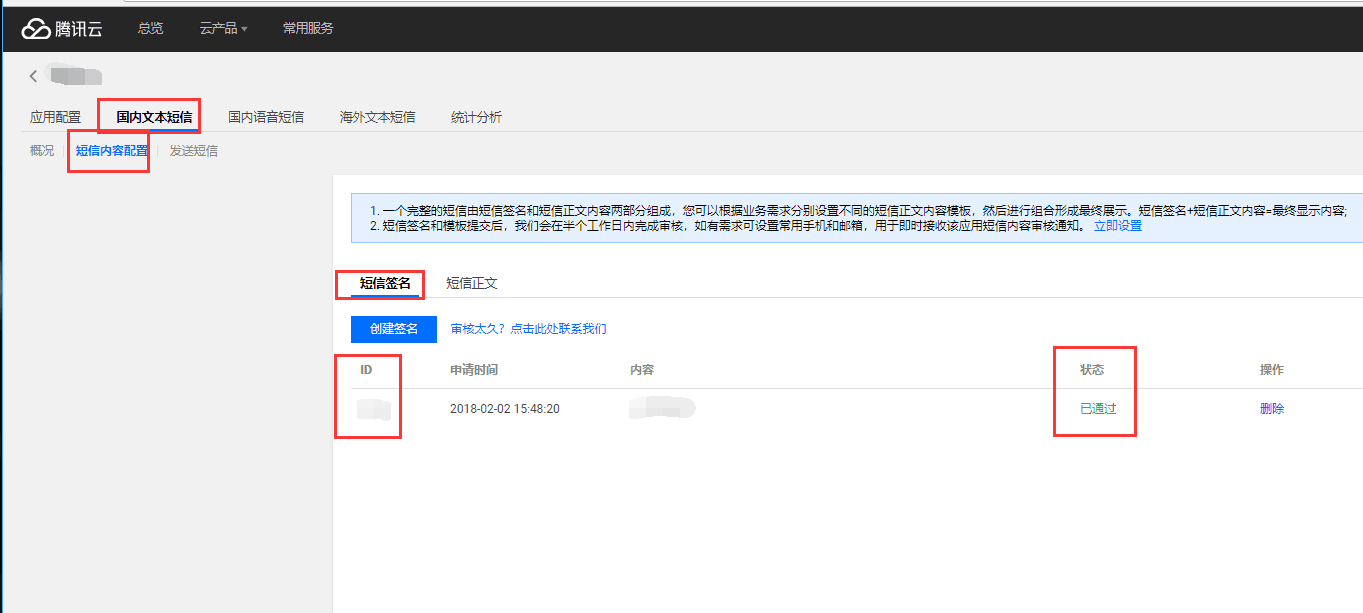 腾讯云 总览 云产品 常用服务
应用配置 国内文本短信 国内语音短信 海外文本短信 统计分析
概况 短信内容配置 发送短信
1. 一个完整的短信由短信签名和短信正文内容两部分组成，您可以根据业务需求分别设置不同的短信正文内容模板，然后进行组合形成最终展示。短信签名+短信正文内容=最终显示内容;
2. 短信签名和模板提交后，我们会在半个工作日内完成审核，如有需求可设置常用手机和邮箱，用于即时接收该应用短信内容审核通知。 立即设置
短信签名 短信正文
创建签名 审核太久？点击此处联系我们
ID 申请时间 内容 状态 操作
2018-02-02 15:48:20 已通过 删除